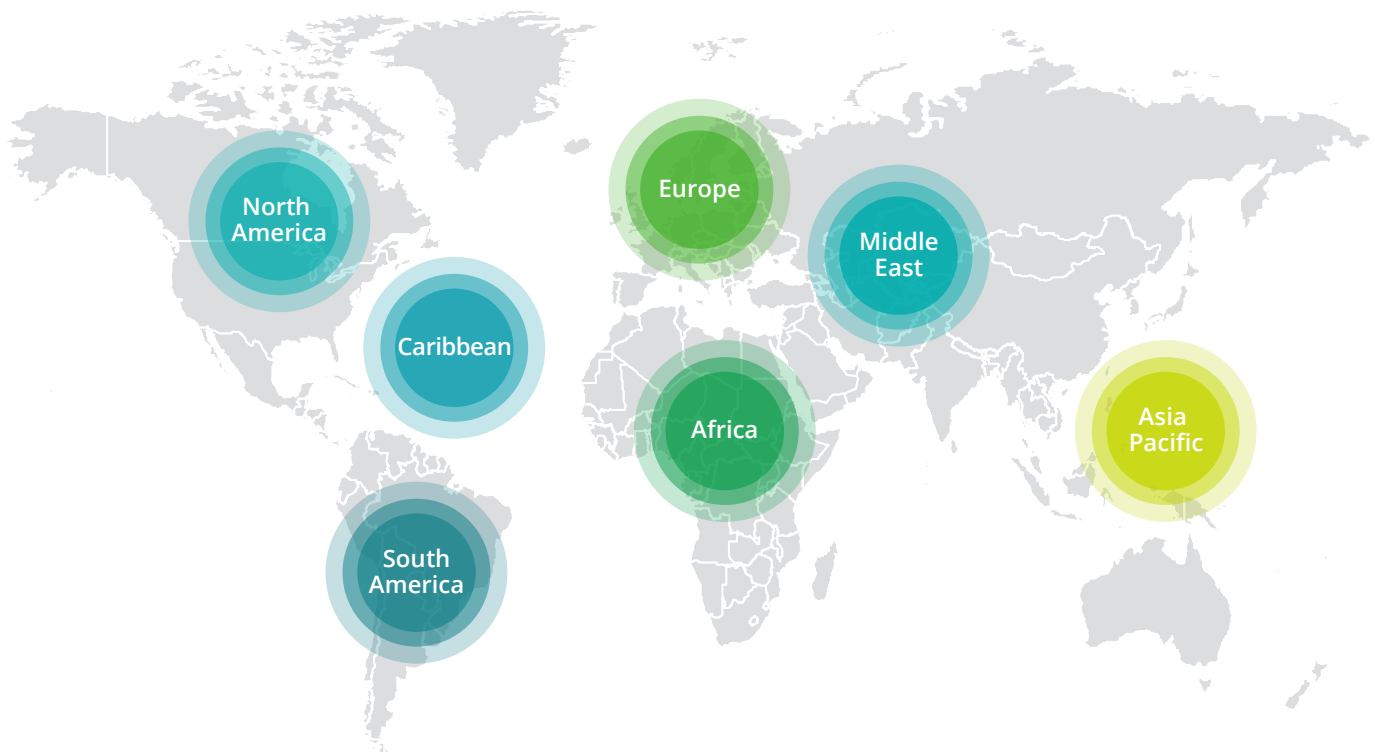 North
America
Europe
Middle
East
Caribbean
Africa
Asia
Pacific
South
America